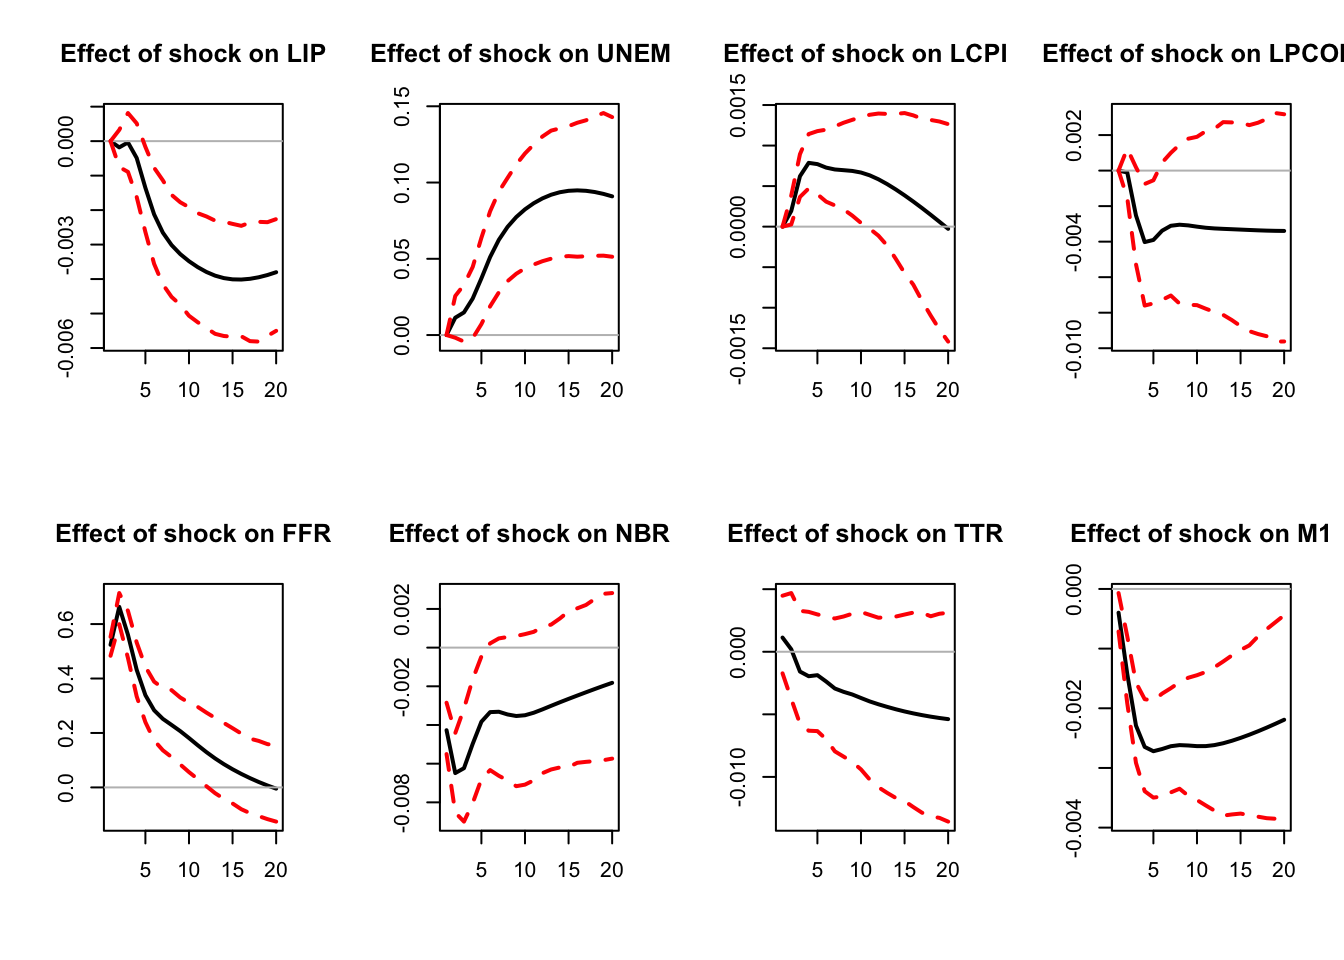 Effect of shock on LIP
0.000
-0.003
-0.006
5 10 15 20
Effect of shock on UNEM
0.15
0.10
0.05
0.00
5 10 15 20
Effect of shock on LCPI
0.0015
0.0000
-0.0015
5 10 15 20
Effect of shock on LPCOI
0.002
-0.004
-0.010
5 10 15 20
Effect of shock on FFR
0.6
0.4
0.2
0.0
5 10 15 20
Effect of shock on NBR
0.002
-0.002
-0.008
5 10 15 20
Effect of shock on TTR
0.000
-0.010
5 10 15 20
Effect of shock on M1
0.000
-0.002
-0.004
5 10 15 20